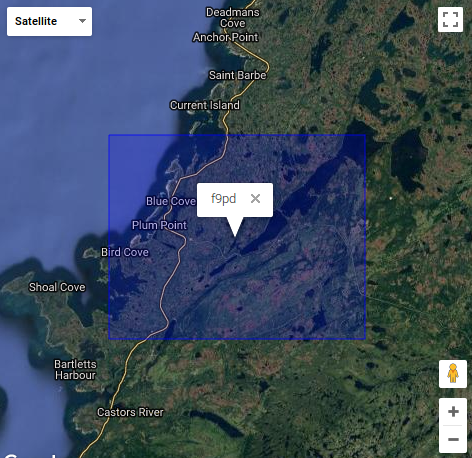 Satellite
Deadmans
Cove
Anchor Point
Saint Barbe
Current Island
f9pd
Blue Cove
Plum Point
Bird Cove
Shoal Cove
Bartletts
Harbour
Castors River